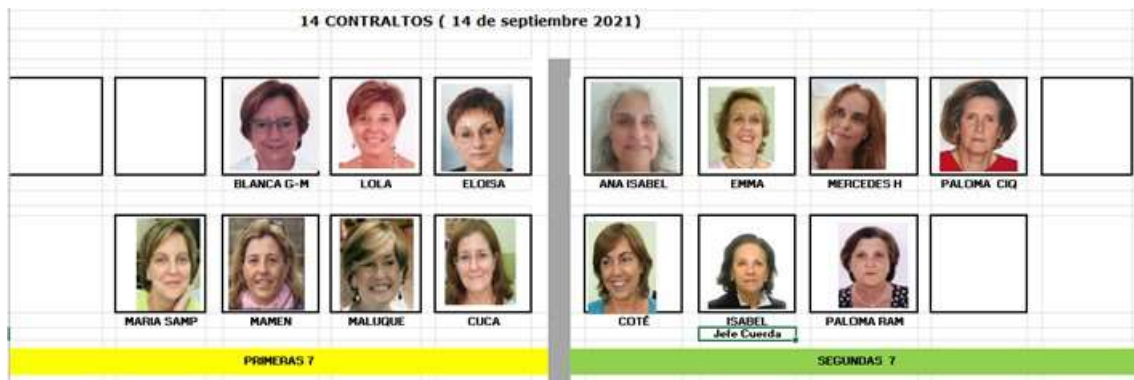 14 CONTRALTOS ( 14 de septiembre 2021)
BLANCA G-M LOLA ELOISA ANA ISABEL EMMA MERCEDES H PALOMA CIQ
MARIA SAMP MAMEN MALUQUE CUCA COTÉ ISABEL PALOMA RAM
Jefe Cuerda
PRIMERAS 7 SEGUNDAS 7